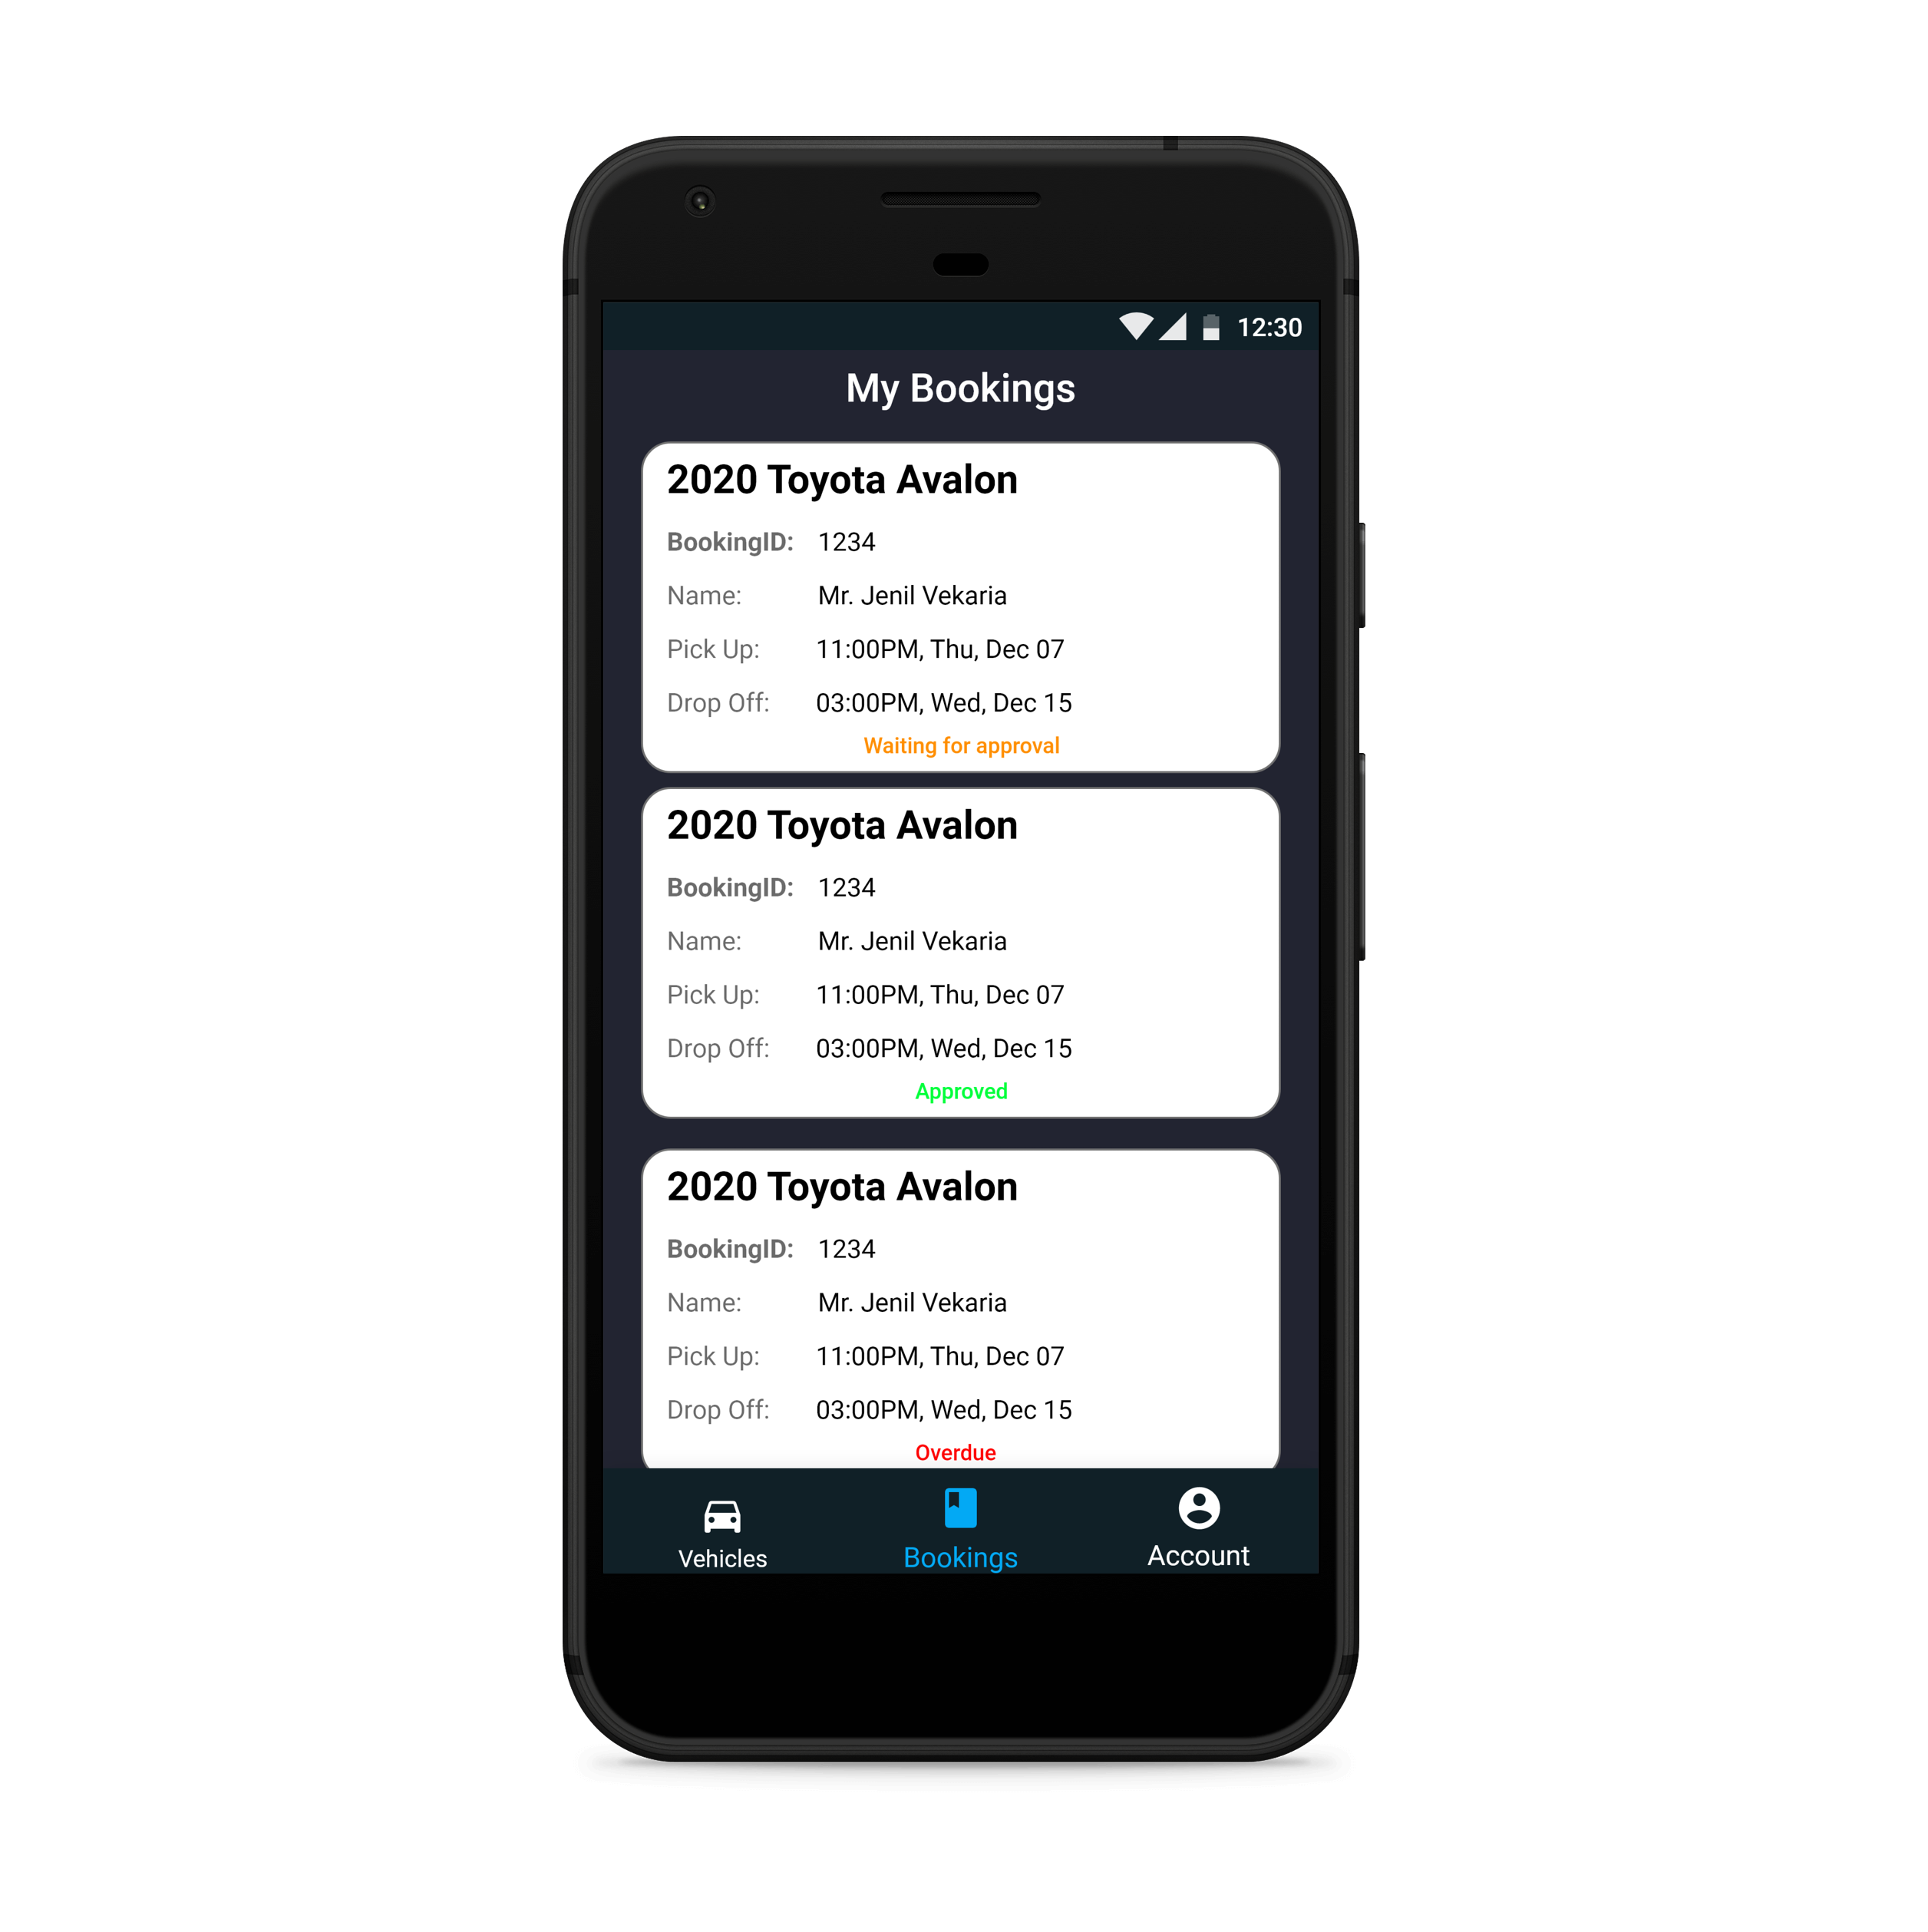 12:30
My Bookings
2020 Toyota Avalon
BookingID: 1234
Name: Mr. Jenil Vekaria
Pick Up: 11:00PM, Thu, Dec 07
Drop Off: 03:00PM, Wed, Dec 15
Waiting for approval
2020 Toyota Avalon
BookingID: 1234
Name: Mr. Jenil Vekaria
Pick Up: 11:00PM, Thu, Dec 07
Drop Off: 03:00PM, Wed, Dec 15
Approved
2020 Toyota Avalon
BookingID: 1234
Name: Mr. Jenil Vekaria
Pick Up: 11:00PM, Thu, Dec 07
Drop Off: 03:00PM, Wed, Dec 15
Overdue
Vehicles Bookings Account